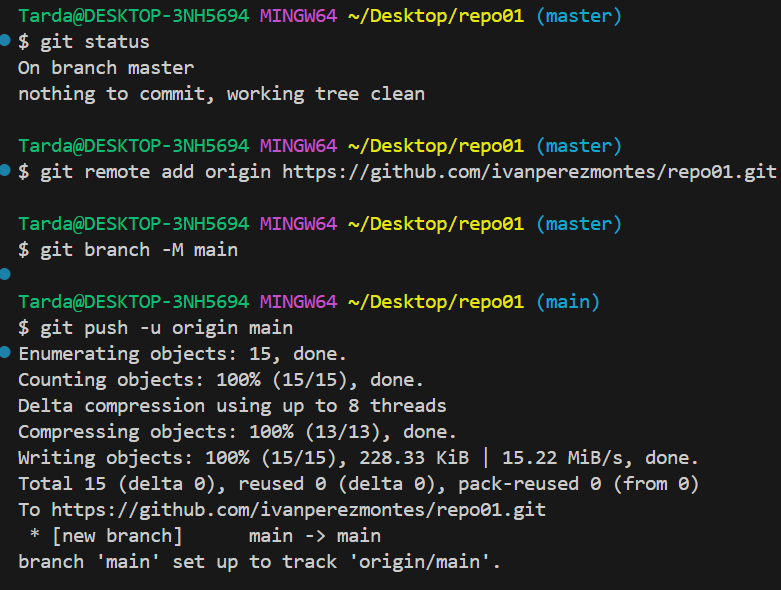 Tarda@DESKTOP-3NH5694 MINGW64 ~/Desktop/repo01 (master)
$ git status
On branch master
nothing to commit, working tree clean
Tarda@DESKTOP-3NH5694 MINGW64 ~/Desktop/repo01 (master)
$ git remote add origin https://github.com/ivanperezmontes/repo01.git
Tarda@DESKTOP-3NH5694 MINGW64 ~/Desktop/repo01 (master)
$ git branch -M main
Tarda@DESKTOP-3NH5694 MINGW64 ~/Desktop/repo01 (main)
$ git push -u origin main
Enumerating objects: 15, done.
Counting objects: 100% (15/15), done.
Delta compression using up to 8 threads
Compressing objects: 100% (13/13), done.
Writing objects: 100% (15/15), 228.33 KiB | 15.22 MiB/s, done.
Total 15 (delta 0), reused 0 (delta 0), pack-reused 0 (from 0)
To https://github.com/ivanperezmontes/repo01.git
 * [new branch]      main -> main
branch 'main' set up to track 'origin/main'.